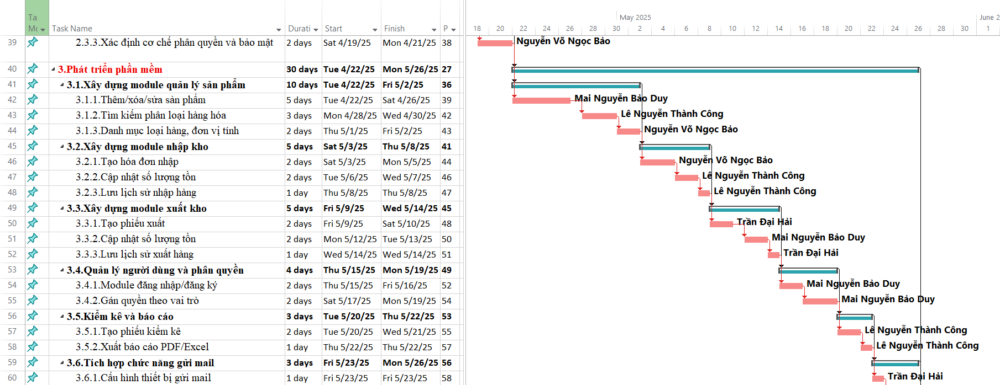 May 2025 June 2
Ta
Mc Task Name Durati Start Finish P 18 20 22 24 26 28 30 2 4 6 8 10 12 14 16 18 20 22 24 26 28 30 1
39 2.3.3.Xác định cơ chế phân quyền và bảo mật 2 days Sat 4/19/25 Mon 4/21/25 38 Nguyễn Võ Ngọc Bảo
40 3.Phát triển phần mềm 30 days Tue 4/22/25 Mon 5/26/25 27
41 3.1.Xây dựng module quản lý sản phẩm 10 days Tue 4/22/25 Fri 5/2/25 36
42 3.1.1.Thêm/xóa/sửa sản phẩm 5 days Tue 4/22/25 Sat 4/26/25 39 Mai Nguyễn Bảo Duy
43 3.1.2.Tìm kiếm phân loại hàng hóa 3 days Mon 4/28/25 Wed 4/30/25 42 Lê Nguyễn Thành Công
44 3.1.3.Danh mục loại hàng, đơn vị tính 2 days Thu 5/1/25 Fri 5/2/25 43 Nguyễn Võ Ngọc Bảo
45 3.2.Xây dựng module nhập kho 5 days Sat 5/3/25 Thu 5/8/25 41
46 3.2.1.Tạo hóa đơn nhập 2 days Sat 5/3/25 Mon 5/5/25 44 Nguyễn Võ Ngọc Bảo
47 3.2.2.Cập nhật số lượng tồn 2 days Tue 5/6/25 Wed 5/7/25 46 Lê Nguyễn Thành Công
48 3.2.3.Lưu lịch sử nhập hàng 1 day Thu 5/8/25 Thu 5/8/25 47 Lê Nguyễn Thành Công
49 3.3.Xây dựng module xuất kho 5 days Fri 5/9/25 Wed 5/14/25 45
50 3.3.1.Tạo phiếu xuất 2 days Fri 5/9/25 Sat 5/10/25 48 Trần Đại Hải
51 3.3.2.Cập nhật số lượng tồn 2 days Mon 5/12/25 Tue 5/13/25 50 Mai Nguyễn Bảo Duy
52 3.3.3.Lưu lịch sử xuất hàng 1 day Wed 5/14/25 Wed 5/14/25 51 Trần Đại Hải
53 3.4.Quản lý người dùng và phân quyền 4 days Thu 5/15/25 Mon 5/19/25 49
54 3.4.1.Module đăng nhập/đăng ký 2 days Thu 5/15/25 Fri 5/16/25 52 Mai Nguyễn Bảo Duy
55 3.4.2.Gán quyền theo vai trò 2 days Sat 5/17/25 Mon 5/19/25 54 Mai Nguyễn Bảo Duy
56 3.5.Kiểm kê và báo cáo 3 days Tue 5/20/25 Thu 5/22/25 53
57 3.5.1.Tạo phiếu kiểm kê 2 days Tue 5/20/25 Wed 5/21/25 55 Lê Nguyễn Thành Công
58 3.5.2.Xuất báo cáo PDF/Excel 1 day Thu 5/22/25 Thu 5/22/25 57 Lê Nguyễn Thành Công
59 3.6.Tích hợp chức năng gửi mail 3 days Fri 5/23/25 Mon 5/26/25 56
60 3.6.1.Cấu hình thiết bị gửi mail 1 day Fri 5/23/25 Fri 5/23/25 58 Trần Đại Hải